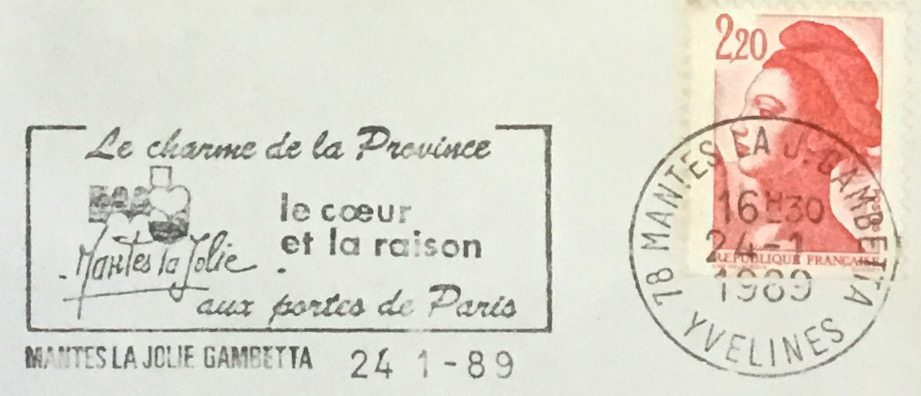 Le charme de la Province
le cœur
et la raison
Mantes la Jolie
aux portes de Paris
MANTES LA JOLIE GAMBETTA 24 1-89
2,20
RÉPUBLIQUE FRANÇAISE
78 MANTES LA J. GAMBETTA
16H30
24-1
1989
YVELINES